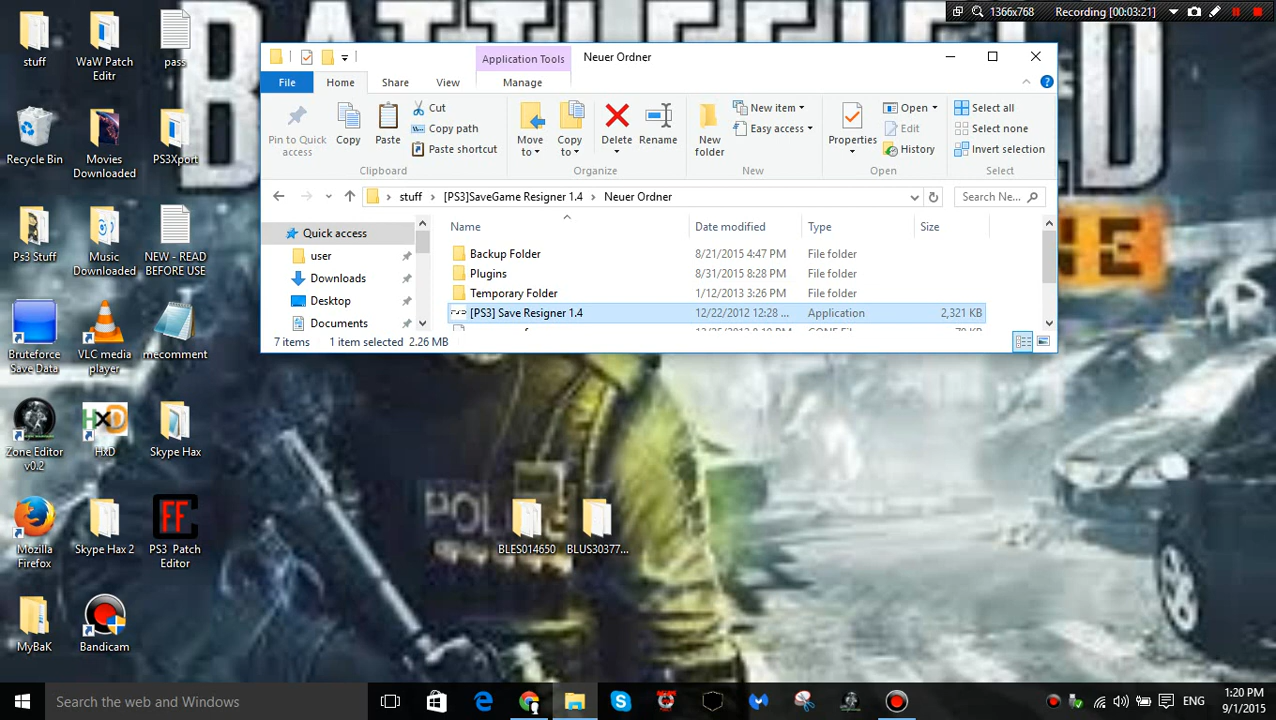 BATTLEFIELD
1366x768
Recording [00:03:21]
stuff
WaW Patch Editr
pass
Recycle Bin
Movies Downloaded
PS3Xport
Ps3 Stuff
Music Downloaded
NEW - READ BEFORE USE
Bruteforce Save Data
VLC media player
mecomment
Zone Editor v0.2
HxD
Skype Hax
Mozilla Firefox
Skype Hax 2
FF
PS3 Patch Editor
MyBaK
Bandicam
BLES014650
BLUS30377...
POLI
Application Tools
Neuer Ordner
File
Home
Share
View
Manage
Pin to Quick access
Copy
Paste
Cut
Copy path
Paste shortcut
Clipboard
Move to
Copy to
Delete
Rename
Organize
New folder
New item
Easy access
New
Properties
Open
Edit
History
Open
Select all
Select none
Invert selection
Select
stuff > [PS3]SaveGame Resigner 1.4 > Neuer Ordner
Search Ne...
Quick access
user
Downloads
Desktop
Documents
Name Date modified Type Size
Backup Folder 8/21/2015 4:47 PM File folder
Plugins 8/31/2015 8:28 PM File folder
Temporary Folder 1/12/2013 3:26 PM File folder
[PS3] Save Resigner 1.4 12/22/2012 12:28 ... Application 2,321 KB
7 items 1 item selected 2.26 MB
Search the web and Windows
ENG
1:20 PM
9/1/2015